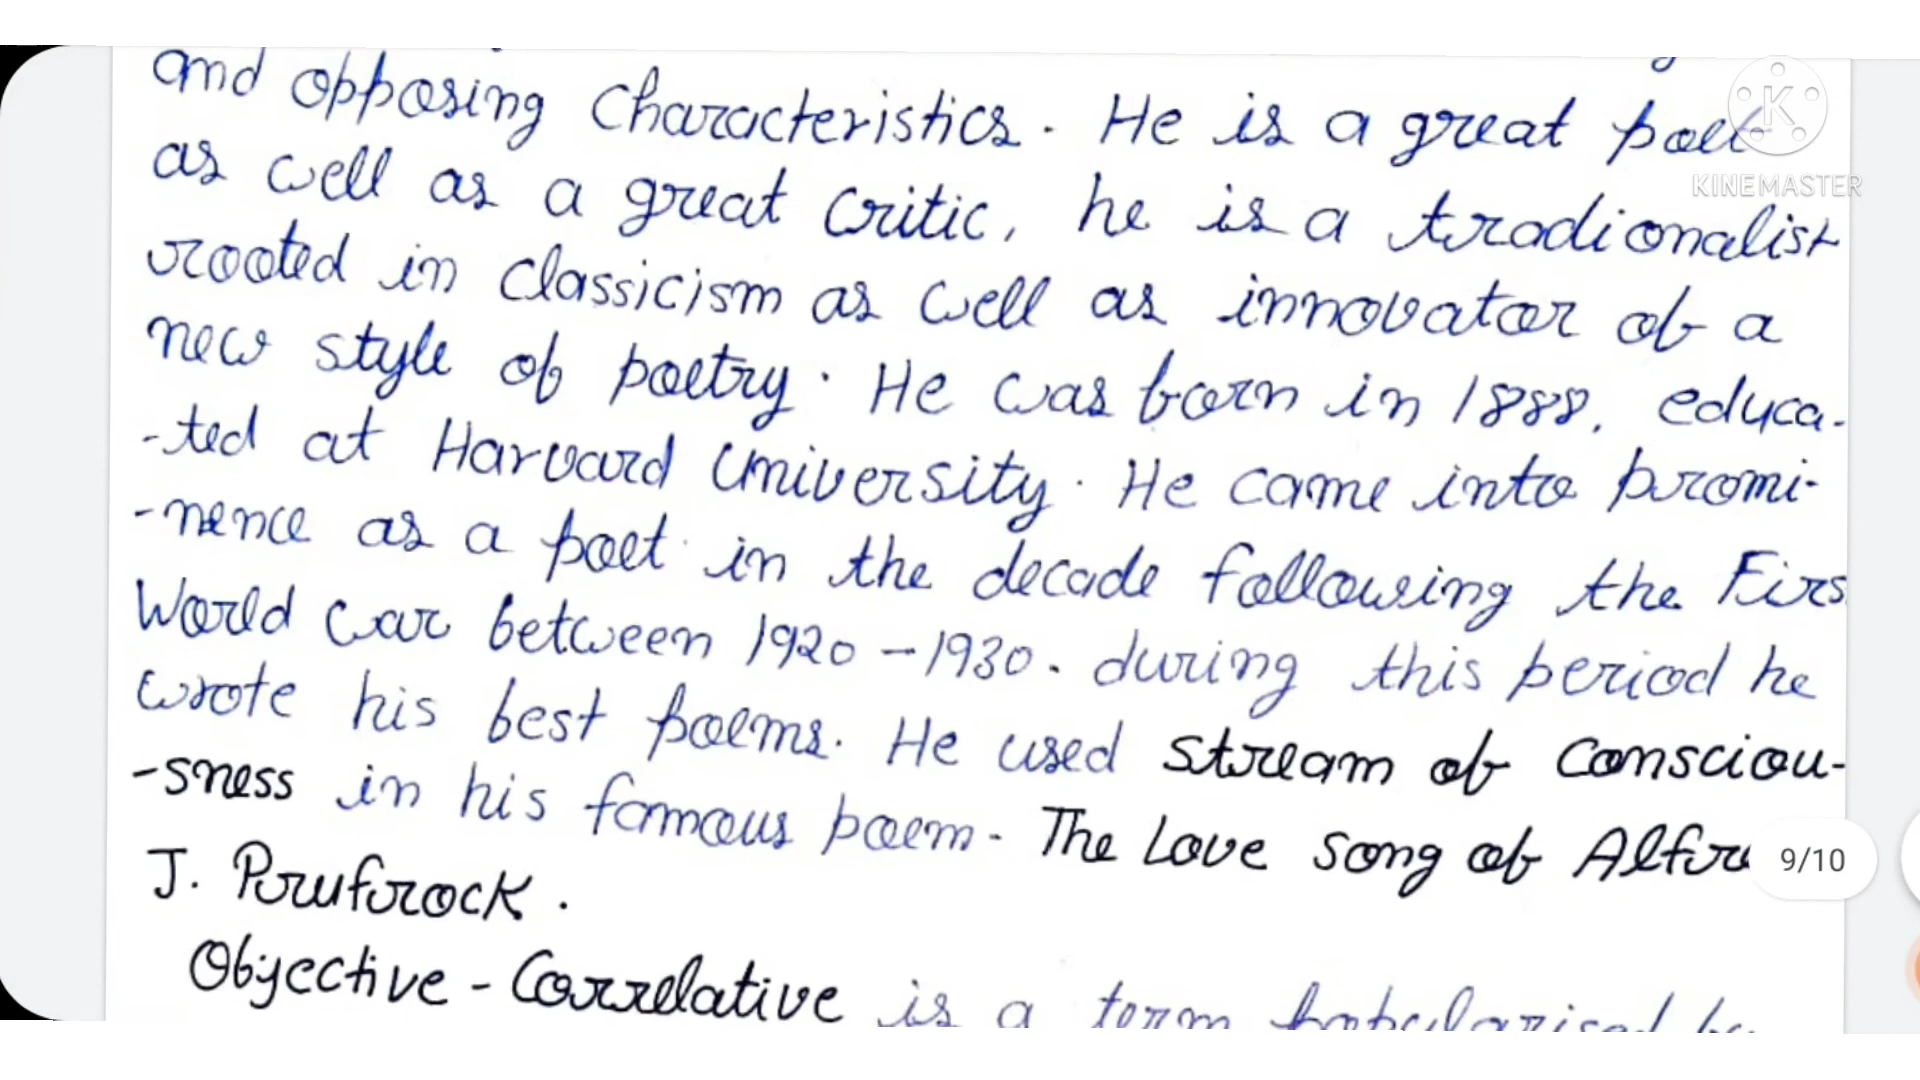 and opposing Characteristics. He is a great poet
as well as a great Critic, he is a tradionalist
rooted in Classicism as well as innovator of a
new style of poetry. He was born in 1888, educa-
-ted at Harvard University. He came into promi-
-nence as a poet in the decade following the Firs
World War between 1920 - 1930. during this period he
wrote his best poems. He used Stream of Consciou-
-sness in his famous poem - The Love Song of Alfre
J. Prufrock.
Objective - Correlative is a term popularised by
KINEMASTER
9/10